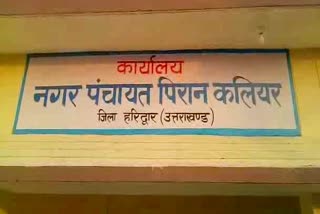 कार्यालय
नगर पंचायत पिरान कलियर
जिला हरिद्वार (उत्तराखण्ड)